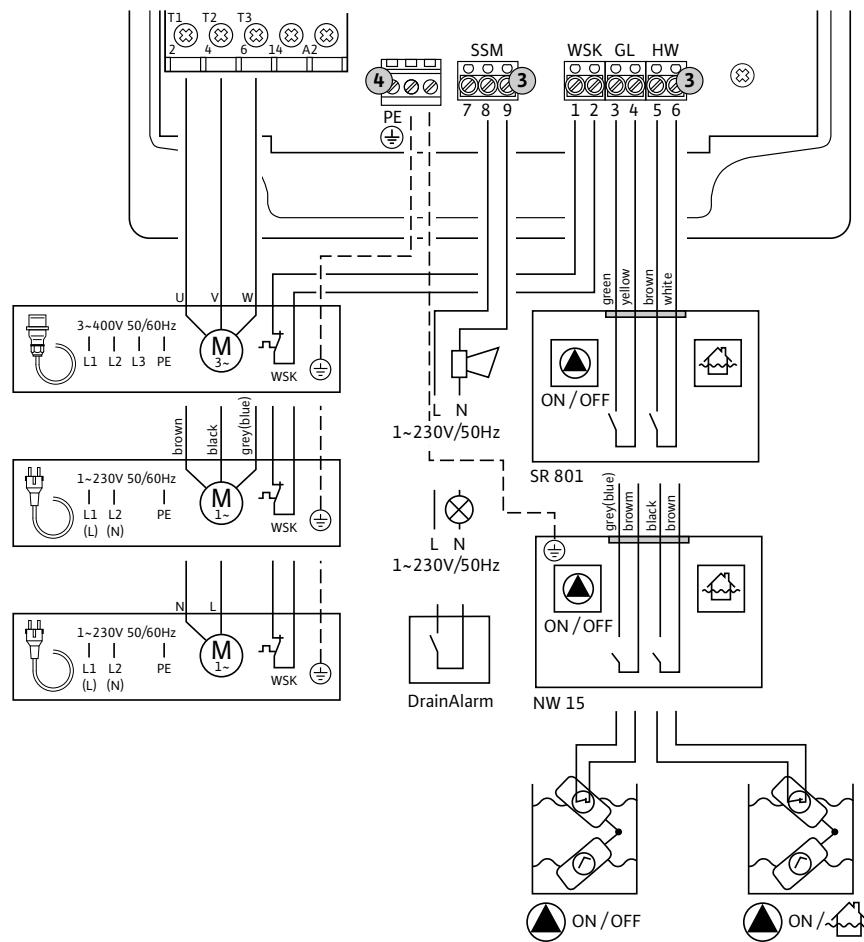 T1 T2 T3
2 4 6 14 A2
4
PE
SSM
3
7 8 9
WSK GL HW
3
1 2 3 4 5 6
U V W
3~400V 50/60Hz
L1 L2 L3 PE
M
3~
WSK
brown
black
grey(blue)
1~230V 50/60Hz
L1 L2 PE
(L) (N)
M
1~
WSK
N L
1~230V 50/60Hz
L1 L2 PE
(L) (N)
M
1~
WSK
L N
1~230V/50Hz
L N
1~230V/50Hz
DrainAlarm
green
yellow
brown
white
ON/OFF
SR 801
grey(blue)
browm
black
brown
ON/OFF
NW 15
ON/OFF
ON/